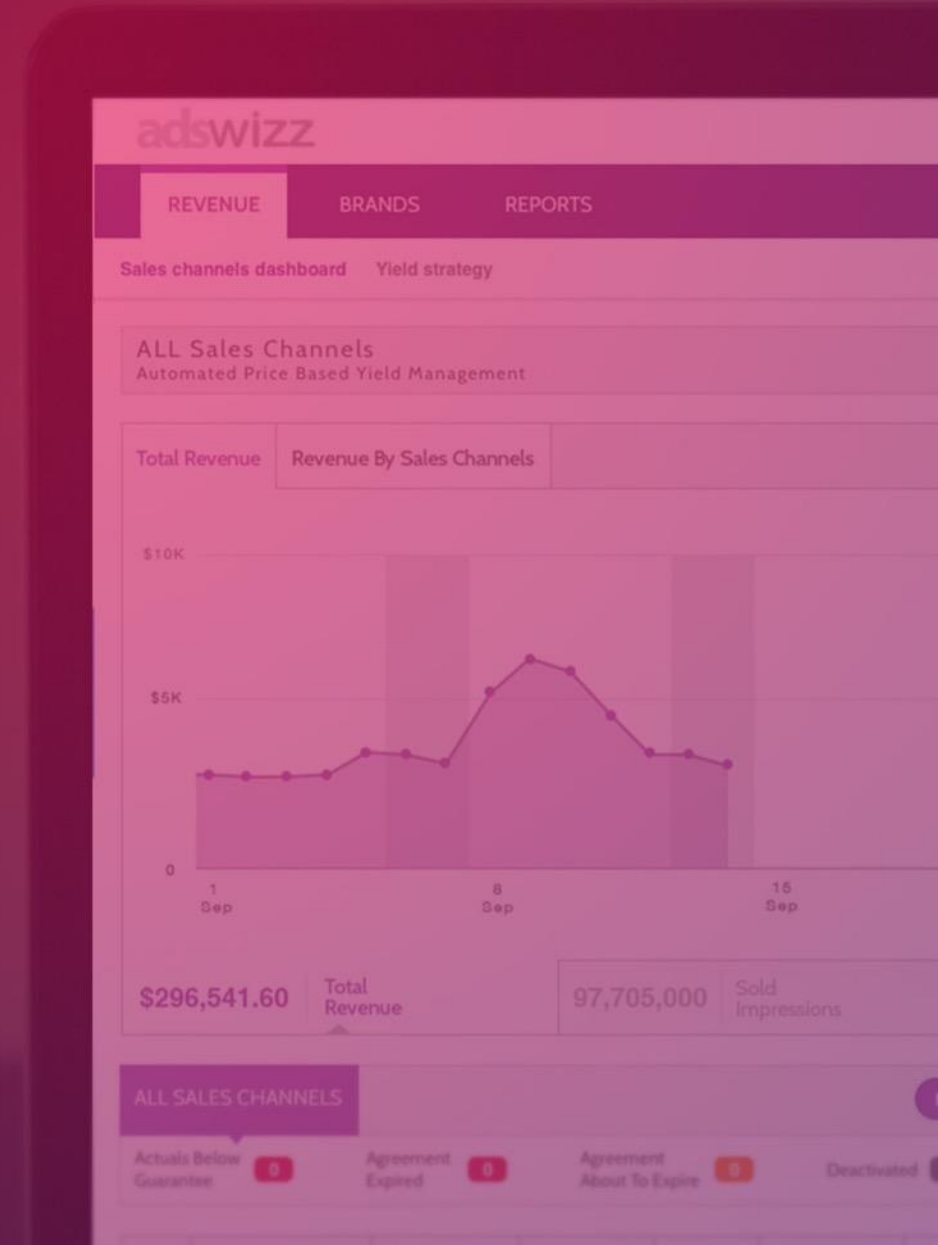 adswizz
REVENUE BRANDS REPORTS
Sales channels dashboard Yield strategy
ALL Sales Channels
Automated Price Based Yield Management
Total Revenue Revenue By Sales Channels
$10K
$5K
0
1 8 15
Sep Sep Sep
$296,541.60 Total
Revenue
97,705,000 Sold
Impressions
ALL SALES CHANNELS
Actuals Below
Guarantee 0
Agreement
Expired 0
Agreement
About To Expire 0
Deactivated